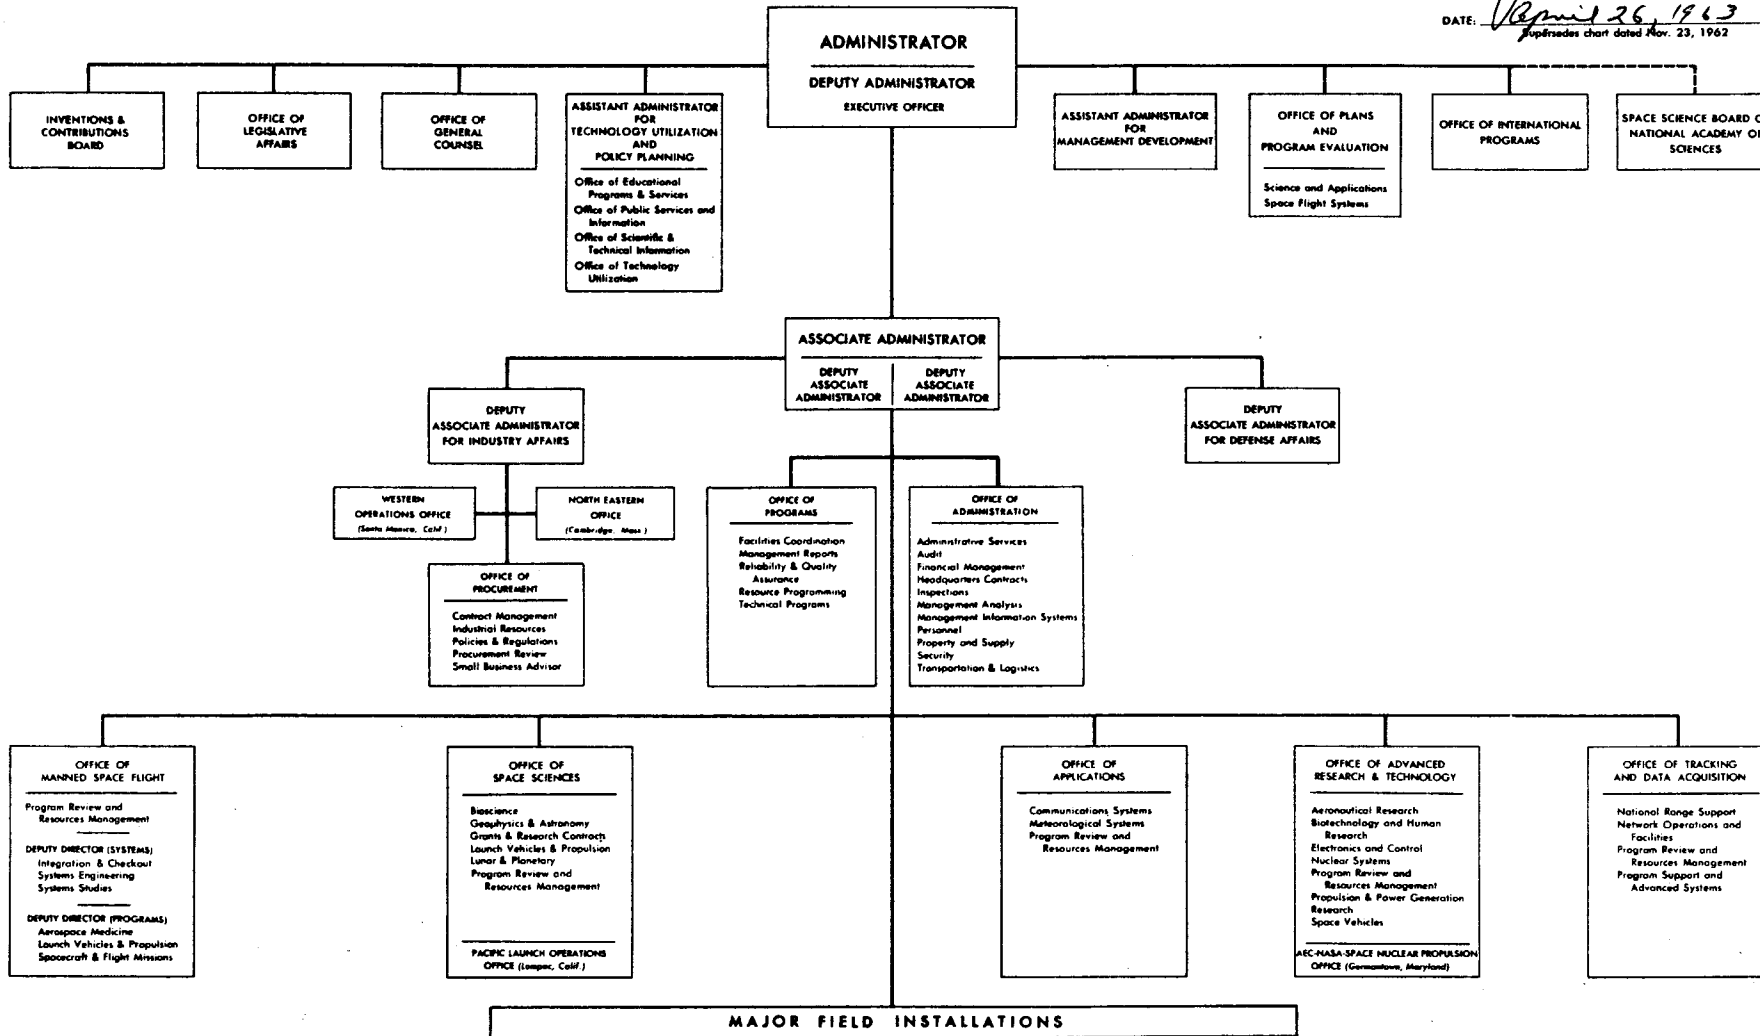 DATE: April 26, 1963
Supersedes chart dated Nov. 23, 1962
ADMINISTRATOR
DEPUTY ADMINISTRATOR
EXECUTIVE OFFICER
INVENTIONS &
CONTRIBUTIONS
BOARD
OFFICE OF
LEGISLATIVE
AFFAIRS
OFFICE OF
GENERAL
COUNSEL
ASSISTANT ADMINISTRATOR
FOR
TECHNOLOGY UTILIZATION
AND
POLICY PLANNING
Office of Educational
Programs & Services
Office of Public Services and
Information
Office of Scientific &
Technical Information
Office of Technology
Utilization
ASSISTANT ADMINISTRATOR
FOR
MANAGEMENT DEVELOPMENT
OFFICE OF PLANS
AND
PROGRAM EVALUATION
Science and Applications
Space Flight Systems
OFFICE OF INTERNATIONAL
PROGRAMS
SPACE SCIENCE BOARD
NATIONAL ACADEMY
SCIENCES
ASSOCIATE ADMINISTRATOR
DEPUTY
ASSOCIATE
ADMINISTRATOR
DEPUTY
ASSOCIATE
ADMINISTRATOR
DEPUTY
ASSOCIATE ADMINISTRATOR
FOR INDUSTRY AFFAIRS
DEPUTY
ASSOCIATE ADMINISTRATOR
FOR DEFENSE AFFAIRS
WESTERN
OPERATIONS OFFICE
(Santa Monica, Calif.)
NORTH EASTERN
OFFICE
(Cambridge, Mass.)
OFFICE OF
PROCUREMENT
Contract Management
Industrial Resources
Policies & Regulations
Procurement Review
Small Business Advisor
OFFICE OF
PROGRAMS
Facilities Coordination
Management Reports
Reliability & Quality
Assurance
Resource Programming
Technical Programs
OFFICE OF
ADMINISTRATION
Administrative Services
Audit
Financial Management
Headquarters Contracts
Inspections
Management Analysis
Management Information Systems
Personnel
Property and Supply
Security
Transportation & Logistics
OFFICE OF
MANNED SPACE FLIGHT
Program Review and
Resources Management
DEPUTY DIRECTOR (SYSTEMS)
Integration & Checkout
Systems Engineering
Systems Studies
DEPUTY DIRECTOR (PROGRAMS)
Aerospace Medicine
Launch Vehicles & Propulsion
Spacecraft & Flight Missions
OFFICE OF
SPACE SCIENCES
Bioscience
Geophysics & Astronomy
Grants & Research Contracts
Launch Vehicles & Propulsion
Lunar & Planetary
Program Review and
Resources Management
PACIFIC LAUNCH OPERATIONS
OFFICE (Lompoc, Calif.)
OFFICE OF
APPLICATIONS
Communications Systems
Meteorological Systems
Program Review and
Resources Management
OFFICE OF ADVANCED
RESEARCH & TECHNOLOGY
Aeronautical Research
Biotechnology and Human
Research
Electronics and Control
Nuclear Systems
Program Review and
Resources Management
Propulsion & Power Generation
Research
Space Vehicles
AEC-NASA-SPACE NUCLEAR PROPULSION
OFFICE (Germantown, Maryland)
OFFICE OF TRACKING
AND DATA ACQUISITION
National Range Support
Network Operations and
Facilities
Program Review and
Resources Management
Program Support and
Advanced Systems
MAJOR FIELD INSTALLATIONS